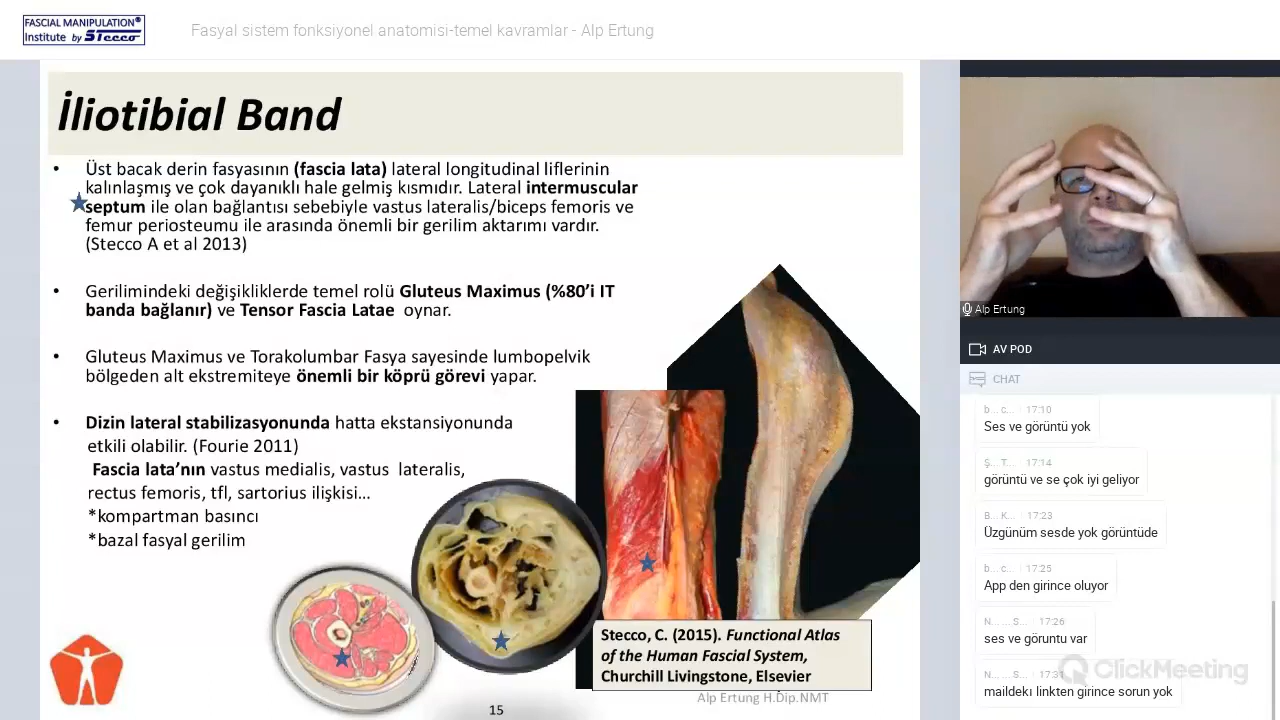 FASCIAL MANIPULATION®
Institute by Stecco
Fasyal sistem fonksiyonel anatomisi-temel kavramlar - Alp Ertung
İliotibial Band
• Üst bacak derin fasyasının (fascia lata) lateral longitudinal liflerinin
kalınlaşmış ve çok dayanıklı hale gelmiş kısmıdır. Lateral intermuscular
septum ile olan bağlantısı sebebiyle vastus lateralis/biceps femoris ve
femur periosteumu ile arasında önemli bir gerilim aktarımı vardır.
(Stecco A et al 2013)
• Gerilimindeki değişikliklerde temel rolü Gluteus Maximus (%80’i IT
banda bağlanır) ve Tensor Fascia Latae oynar.
• Gluteus Maximus ve Torakolumbar Fasya sayesinde lumbopelvik
bölgeden alt ekstremiteye önemli bir köprü görevi yapar.
• Dizin lateral stabilizasyonunda hatta ekstansiyonunda
etkili olabilir. (Fourie 2011)
Fascia lata’nın vastus medialis, vastus lateralis,
rectus femoris, tfl, sartorius ilişkisi...
*kompartman basıncı
*bazal fasyal gerilim
Stecco, C. (2015). Functional Atlas
of the Human Fascial System,
Churchill Livingstone, Elsevier
Alp Ertung H.Dip.NMT
15
Alp Ertung
AV POD
CHAT
b... c... 17:10
Ses ve görüntü yok
Ş... T... 17:14
görüntü ve se çok iyi geliyor
B... K... 17:23
Üzgünüm sesde yok görüntüde
b... c... 17:25
App den girince oluyor
N... ... S... 17:26
ses ve görüntu var
N... ... S... 17:31
maildekı linkten girince sorun yok
ClickMeeting